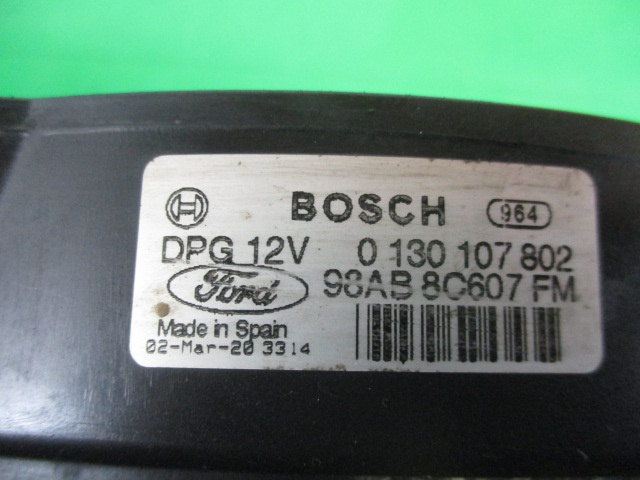 BOSCH 964
DPG 12V 0 130 107 802
Ford 98AB 8C607 FM
Made in Spain
02-Mar-20 3314